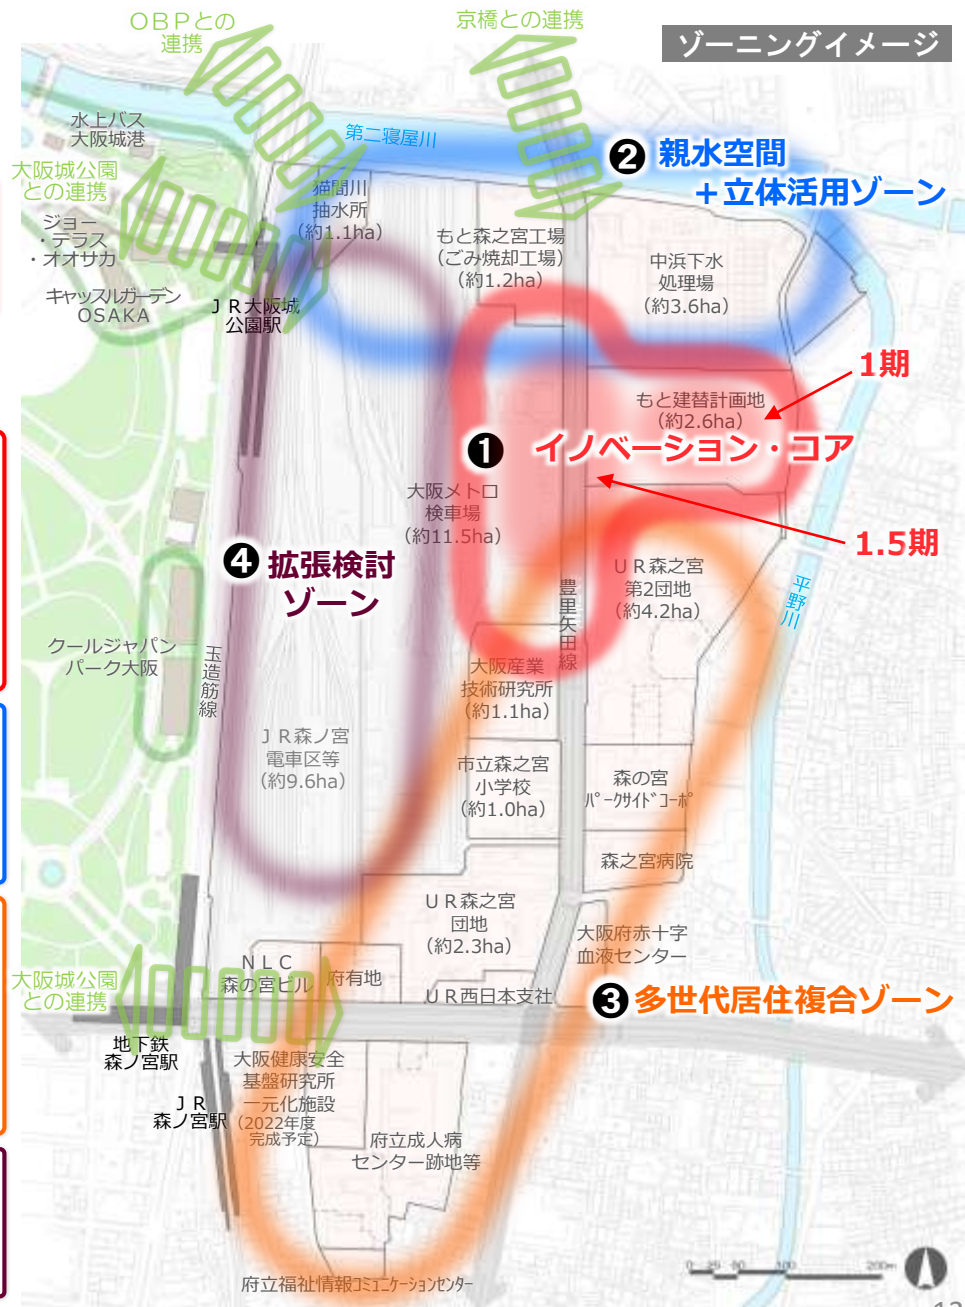 ゾーニングイメージ
OBPとの
連携
京橋との連携
水上バス
大阪城港
第二寝屋川
❷ 親水空間
+立体活用ゾーン
大阪城公園
との連携
猫間川
抽水所
(約1.1ha)
ジョー
・テラス
・オオサカ
もと森之宮工場
(ごみ焼却工場)
(約1.2ha)
中浜下水
処理場
(約3.6ha)
キャッスルガーデン
OSAKA
ＪＲ大阪城
公園駅
1期
もと建替計画地
(約2.6ha)
❶ イノベーション・コア
大阪メトロ
検車場
(約11.5ha)
1.5期
❹ 拡張検討
ゾーン
ＵＲ森之宮
第2団地
(約4.2ha)
豊里矢田線
平野川
クールジャパン
パーク大阪
玉造筋線
大阪産業
技術研究所
(約1.1ha)
ＪＲ森ノ宮
電車区等
(約9.6ha)
市立森之宮
小学校
(約1.0ha)
森の宮
ﾊﾟｰｸｻｲﾄﾞｺｰﾎﾟ
森之宮病院
ＵＲ森之宮
団地
(約2.3ha)
大阪府赤十字
血液センター
大阪城公園
との連携
ＮＬＣ
森の宮ビル
府有地
ＵＲ西日本支社
❸多世代居住複合ゾーン
地下鉄
森ノ宮駅
大阪健康安全
基盤研究所
一元化施設
(2022年度
完成予定)
ＪＲ
森ノ宮駅
府立成人病
センター跡地等
府立福祉情報ｺﾐｭﾆｹｰｼｮﾝｾﾝﾀｰ
0 25 50 100 200m